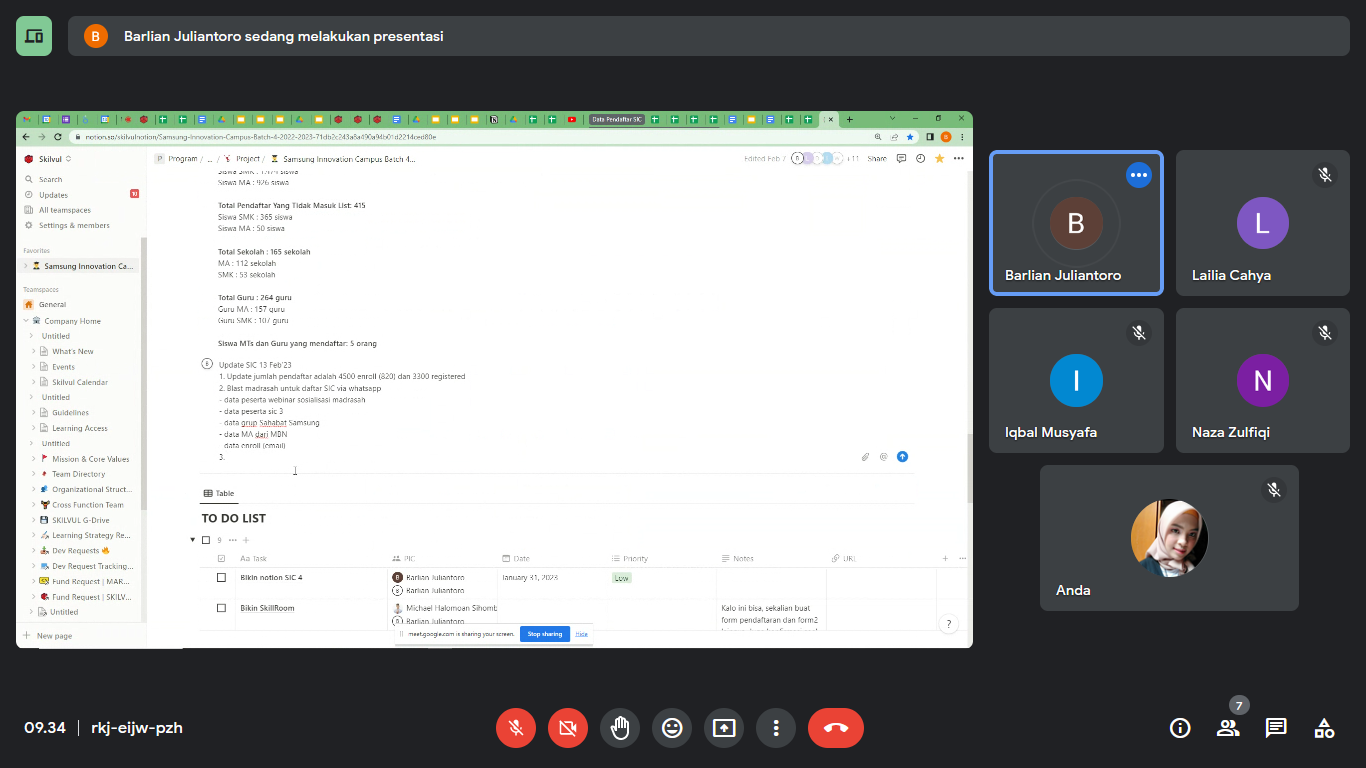 B Barlian Juliantoro sedang melakukan presentasi
Data Pendaftar SIC
notion.so/skilvulnotion/Samsung-Innovation-Campus-Batch-4-2022-2023-71db2c243a8a490a94b01d2214ced80e
Skilvul
P Program / ... / Project / Samsung Innovation Campus Batch 4...
Edited Feb 7
+11 Share
Search
Updates 10
All teamspaces
Settings & members
Favorites
Samsung Innovation Ca...
Teamspaces
General
Company Home
Untitled
What's New
Events
Skilvul Calendar
Untitled
Guidelines
Learning Access
Untitled
Mission & Core Values
Team Directory
Organizational Struct...
Cross Function Team
SKILVUL G-Drive
Learning Strategy Re...
Dev Requests
Dev Request Tracking...
Fund Request | MAR...
Fund Request | SKILV...
Untitled
New page
Siswa MA : 926 siswa
Total Pendaftar Yang Tidak Masuk List: 415
Siswa SMK : 365 siswa
Siswa MA : 50 siswa
Total Sekolah : 165 sekolah
MA : 112 sekolah
SMK : 53 sekolah
Total Guru : 264 guru
Guru MA : 157 guru
Guru SMK : 107 guru
Siswa MTs dan Guru yang mendaftar: 5 orang
B Update SIC 13 Feb'23
1. Update jumlah pendaftar adalah 4500 enroll (820) dan 3300 registered
2. Blast madrasah untuk daftar SIC via whatsapp
- data peserta webinar sosialisasi madrasah
- data peserta sic 3
- data grup Sahabat Samsung
- data MA dari MBN
data enroll (email)
3.
Table
TO DO LIST
9 ... +
Aa Task PIC Date Priority Notes URL + ...
Bikin notion SIC 4 B Barlian Juliantoro January 31, 2023 Low
B Barlian Juliantoro
Bikin SkillRoom Michael Halomoan Sihomb Kalo ini bisa, sekalian buat
B Barlian Juliantoro form pendaftaran dan form2
meet.google.com is sharing your screen. Stop sharing Hide
?
B
Barlian Juliantoro
L
Lailia Cahya
I
Iqbal Musyafa
N
Naza Zulfiqi
Anda
09.34 | rkj-eijw-pzh
7